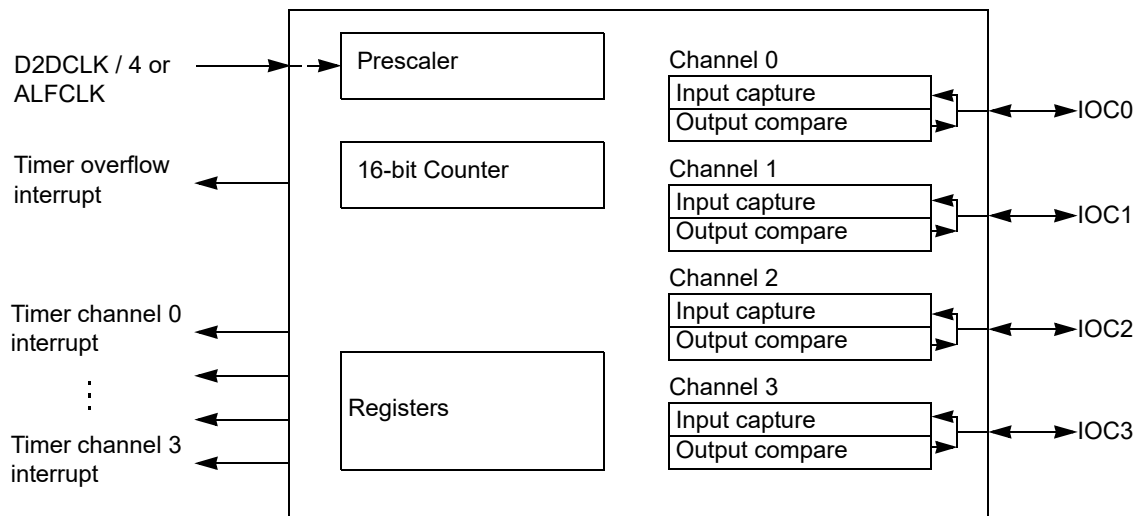 D2DCLK / 4 or
ALFCLK
Prescaler
Timer overflow
interrupt
16-bit Counter
Timer channel 0
interrupt
Timer channel 3
interrupt
Registers
Channel 0
Input capture
Output compare
IOC0
Channel 1
Input capture
Output compare
IOC1
Channel 2
Input capture
Output compare
IOC2
Channel 3
Input capture
Output compare
IOC3